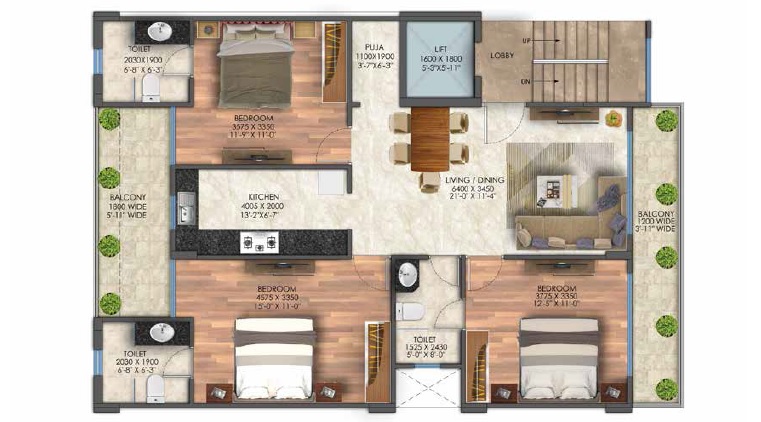 TOILET
2030X1900
6'-8" X 6'-3"
PUJA
1100X1900
3'-7"X6'-3"
LIFT
1600 X 1800
5'-3"X5'-11"
LOBBY
UP
DN
BEDROOM
3575 X 3350
11'-9" X 11'-0"
BALCONY
1800 WIDE
5'-11" WIDE
KITCHEN
4005 X 2000
13'-2"X6'-7"
LIVING / DINING
6400 X 3450
21'-0" X 11'-4"
BALCONY
1200 WIDE
3'-11" WIDE
BEDROOM
4575 X 3350
15'-0" X 11'-0"
BEDROOM
3775 X 3350
12'-5" X 11'-0"
TOILET
1525 X 2430
5'-0" X 8'-0"
TOILET
2030 X 1900
6'-8" X 6'-3"